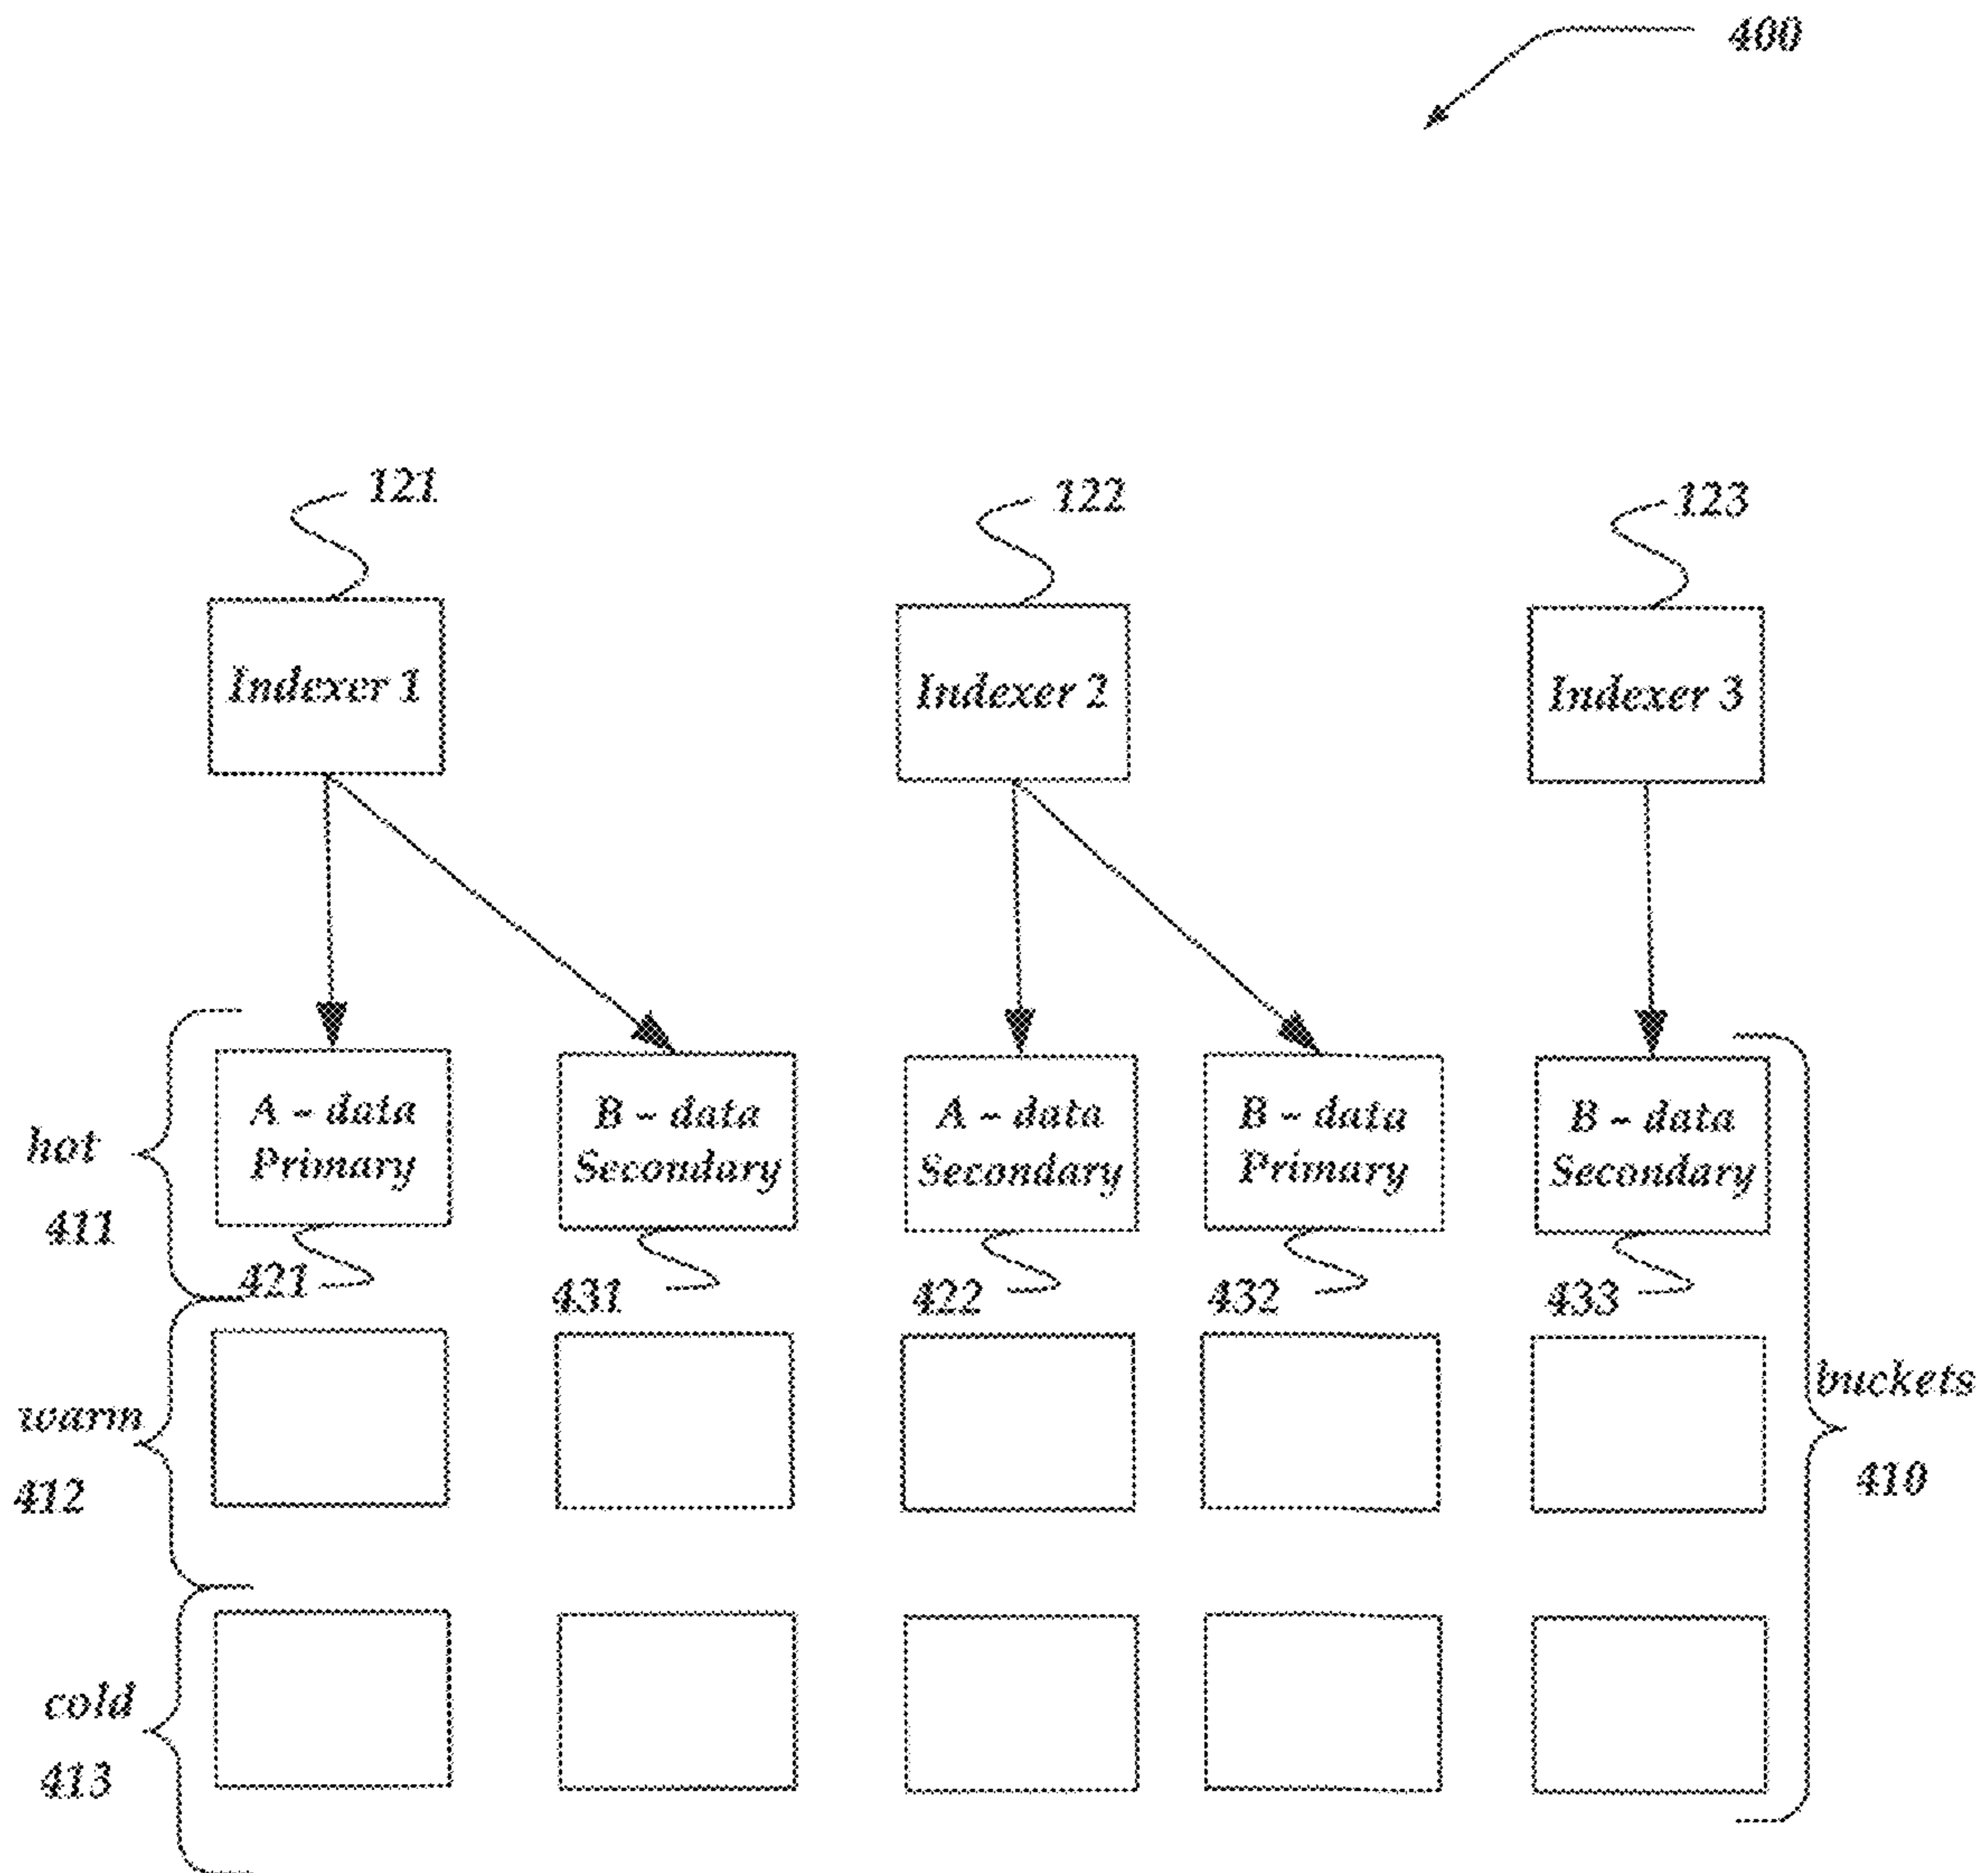 400
121
122
123
Indexer 1
Indexer 2
Indexer 3
hot
411
A - data
Primary
B - data
Secondary
A - data
Secondary
B - data
Primary
B - data
Secondary
421
431
422
432
433
warm
412
buckets
410
cold
413